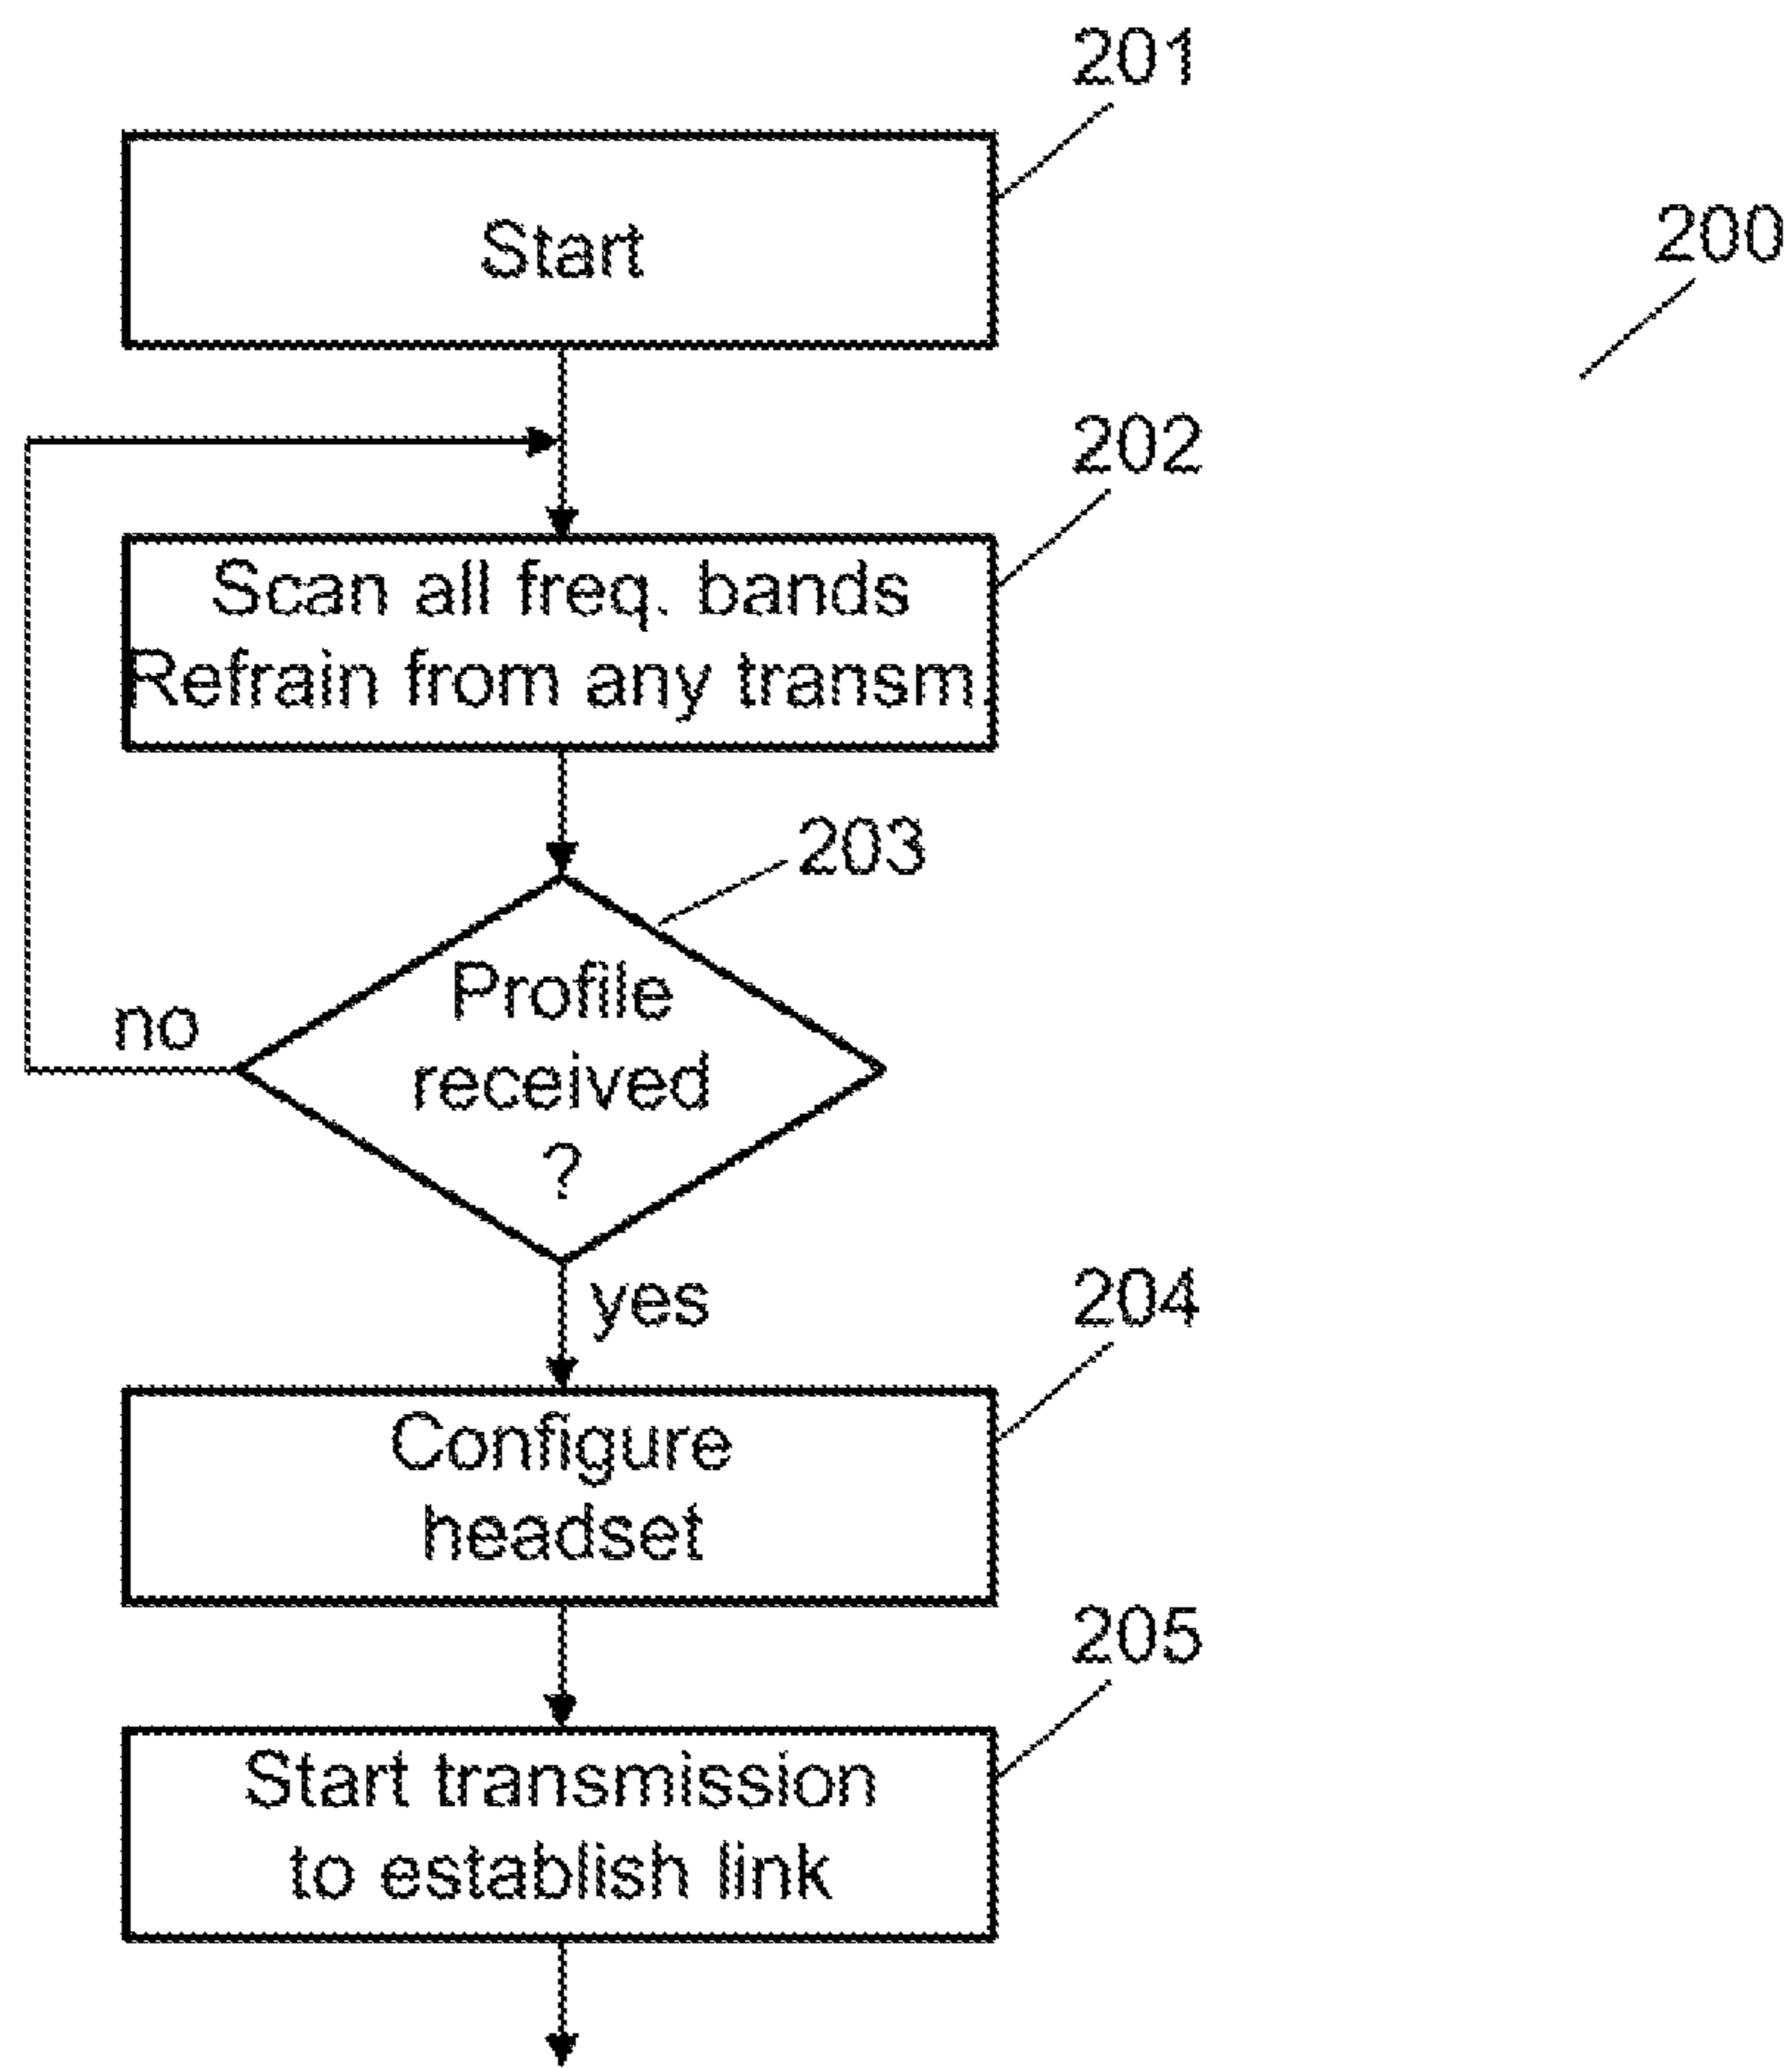 201
Start
200
202
Scan all freq. bands
Refrain from any transm.
203
Profile
received
?
no
yes
204
Configure
headset
205
Start transmission
to establish link